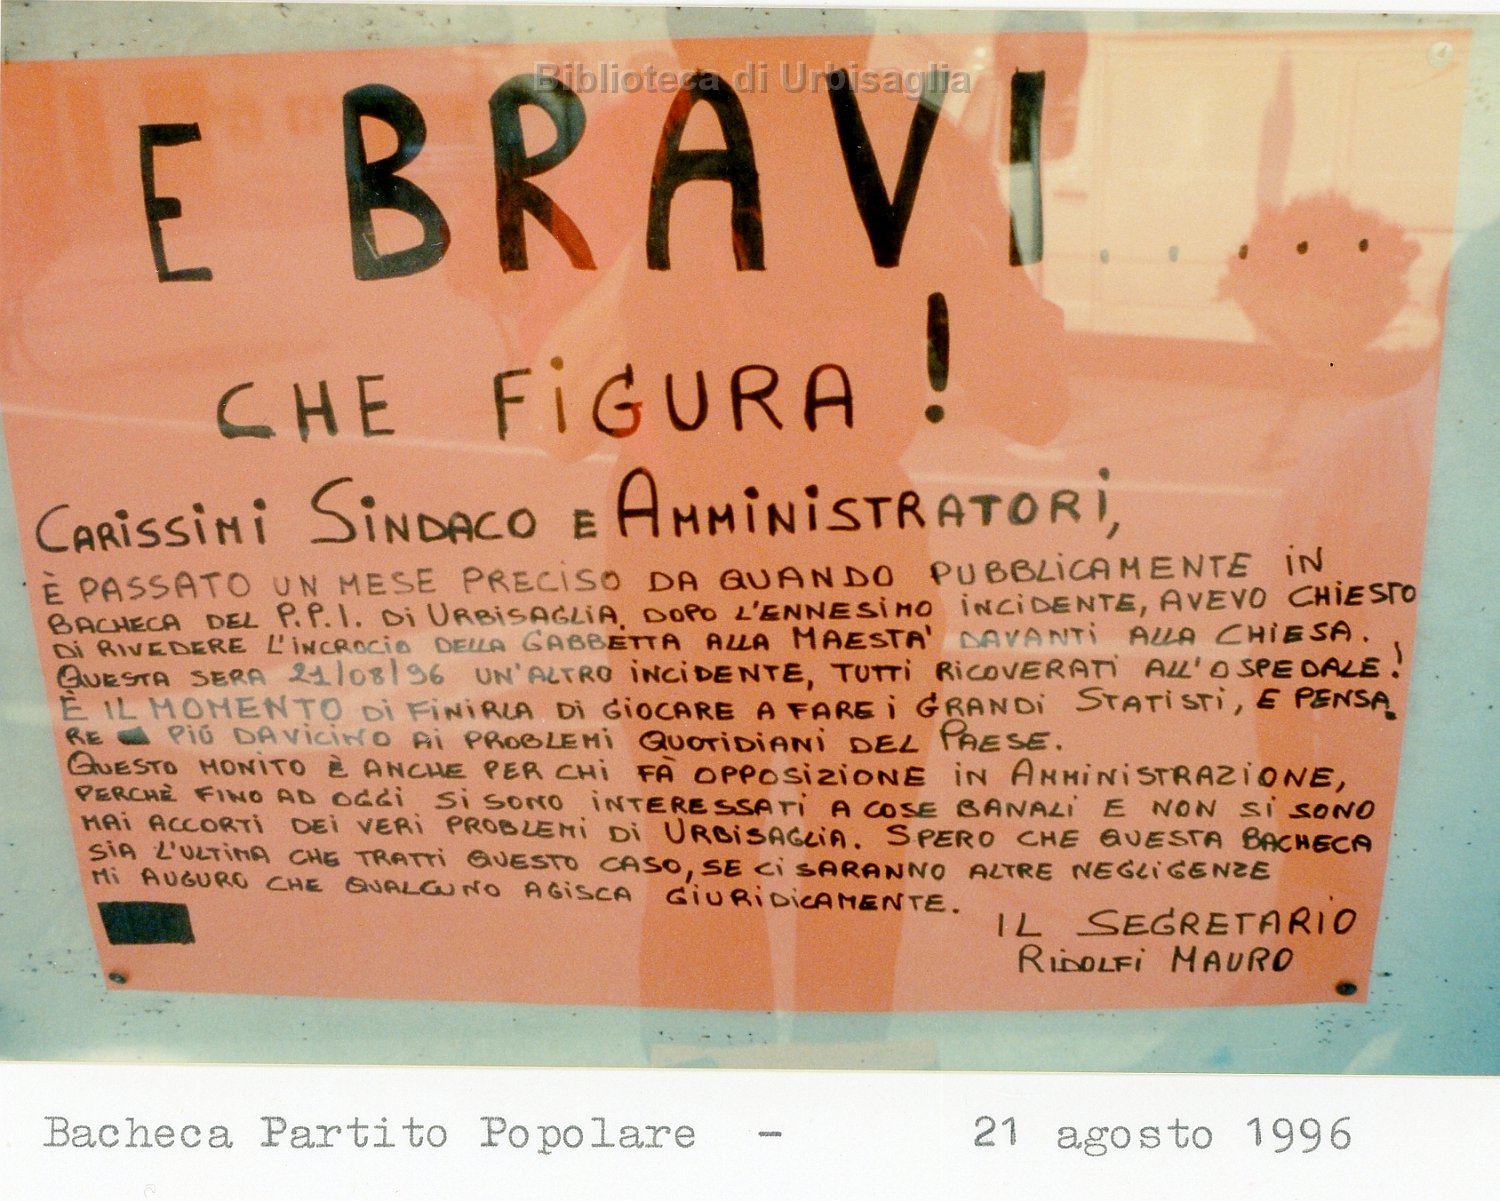 Biblioteca di Urbisaglia
E BRAVI.....
CHE FiGURA!
CARiSSiMi SiNDACO E AMMiNiSTRATORi,
È PASSATO UN MESE PRECISO DA QUANDO PUBBLiCAMENTE iN
BACHECA DEL P.P.I. Di URBiSAGLiA, DOPO L'ENNESiMO iNCiDENTE, AVEVO CHiESTO
Di RiVEDERE L'iNCROCiO DELLA GABBETTA ALLA MAESTA' DAVANTi ALLA CHiESA.
QUESTA SERA 21/08/96 UN'ALTRO iNCiDENTE, TUTTi RiCOVERATi ALL'OSPEDALE!
È IL MOMENTO Di FiNiRLA Di GiOCARE A FARE i GRANDi STATiSTi, E PENSA
RE PIÚ DA ViCiNO Ai PROBLEMi QUOTiDiANi DEL PAESE.
QUESTO MONiTO È ANCHE PER CHi FÀ OPPOSiZiONE iN AMMiNiSTRAZiONE,
PERCHÈ FiNO AD OGGi Si SONO iNTERESSATi A COSE BANALi E NON Si SONO
MAi ACCORTi DEi VERi PROBLEMi Di URBiSAGLiA. SPERO CHE QUESTA BACHECA
SiA L'ULTiMA CHE TRATTi QUESTO CASO, SE Ci SARANNO ALTRE NEGLiGENZE
Mi AUGURO CHE QUALCUNO AGiSCA GiURiDiCAMENTE.
IL SEGRETARiO
RiDOLFi MAURO
Bacheca Partito Popolare - 21 agosto 1996